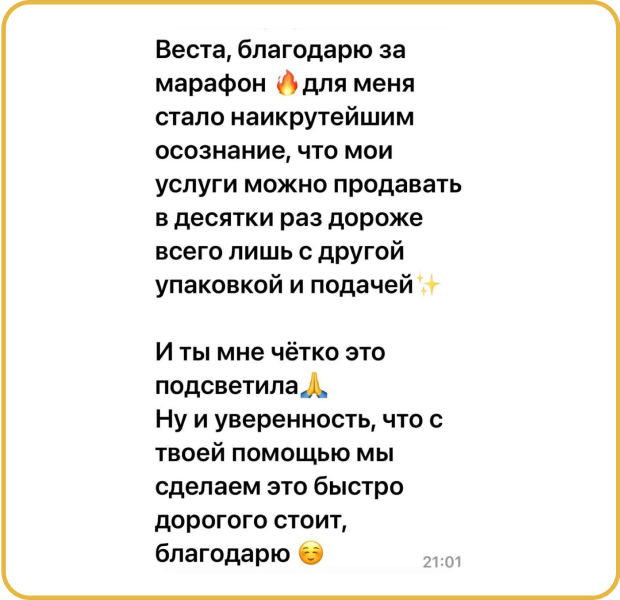 Веста, благодарю за
марафон 🔥для меня
стало наикрутейшим
осознание, что мои
услуги можно продавать
в десятки раз дороже
всего лишь с другой
упаковкой и подачей✨
И ты мне чётко это
подсветила🙏
Ну и уверенность, что с
твоей помощью мы
сделаем это быстро
дорогого стоит,
благодарю ☺️
21:01